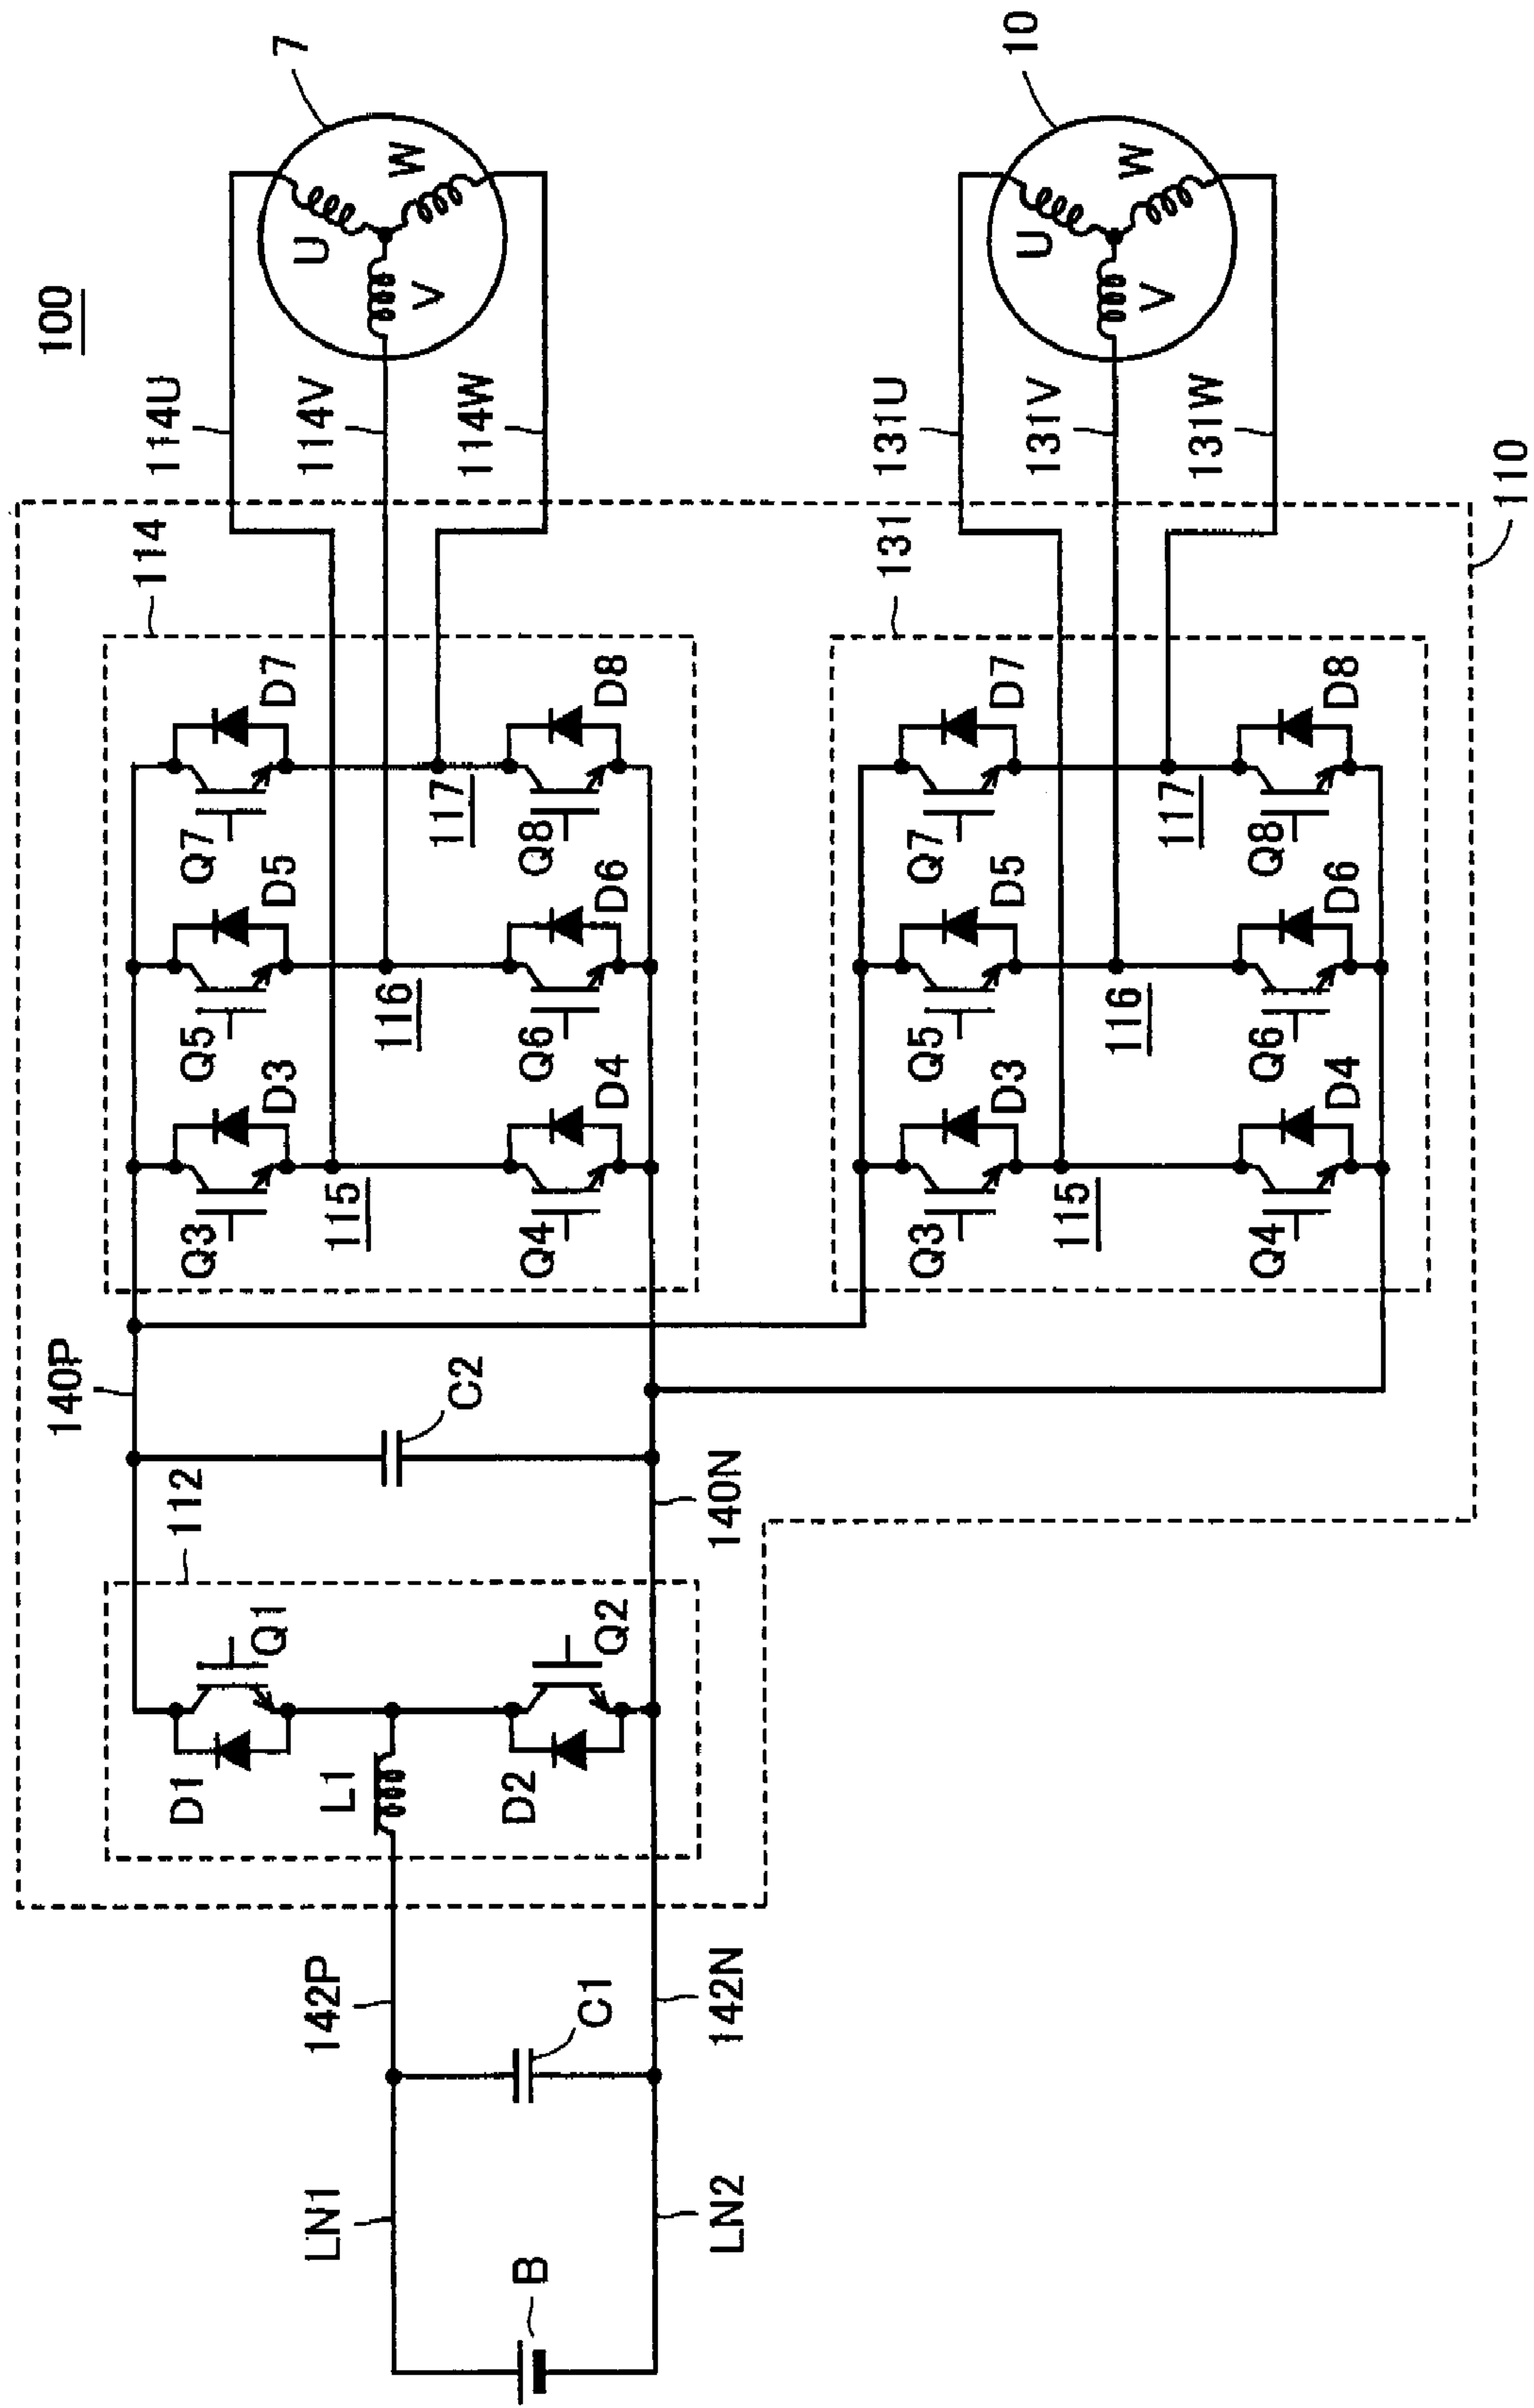 100
7
U
V
W
114U
114V
114W
10
U
V
W
131U
131V
131W
110
114
Q3
D3
Q5
D5
Q7
D7
115
116
117
Q4
D4
Q6
D6
Q8
D8
131
Q3
D3
Q5
D5
Q7
D7
115
116
117
Q4
D4
Q6
D6
Q8
D8
140P
C2
140N
112
D1
Q1
L1
D2
Q2
142P
C1
142N
LN1
B
LN2